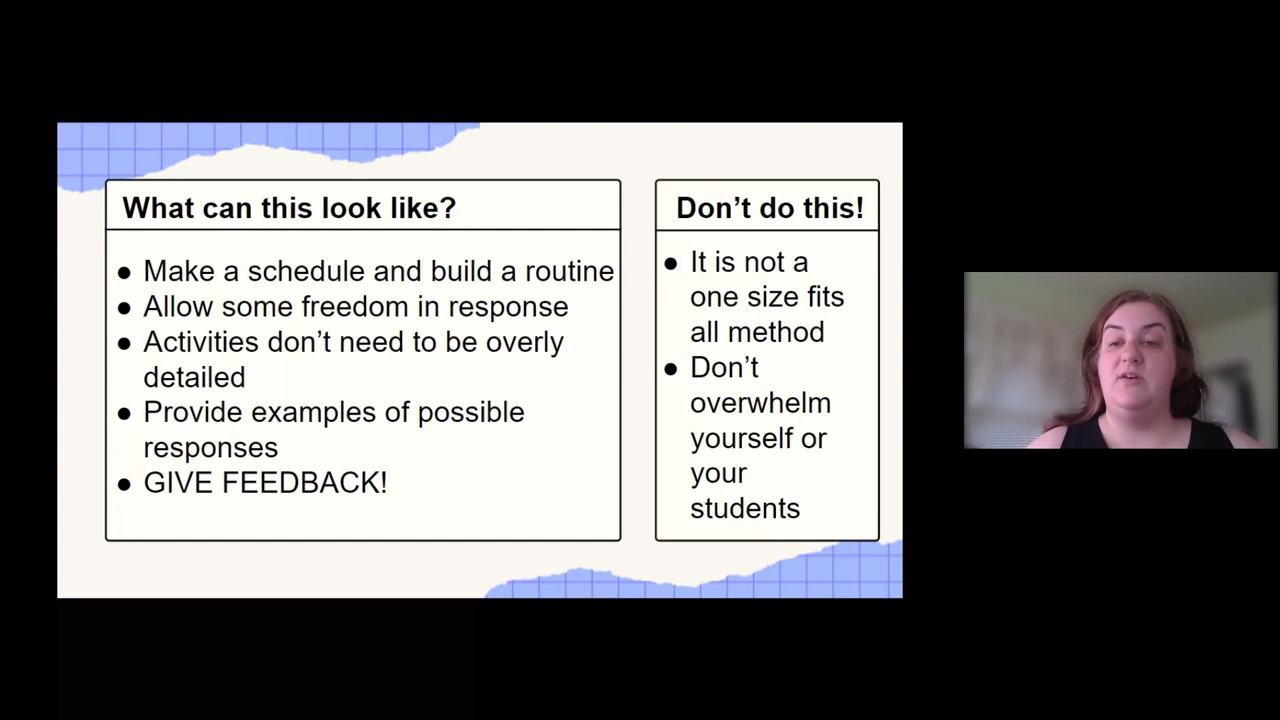 What can this look like?
● Make a schedule and build a routine
● Allow some freedom in response
● Activities don’t need to be overly
detailed
● Provide examples of possible
responses
● GIVE FEEDBACK!
Don’t do this!
● It is not a
one size fits
all method
● Don’t
overwhelm
yourself or
your
students